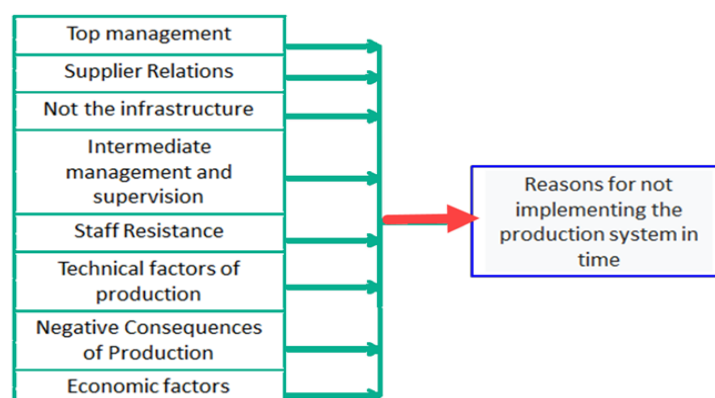 Top management
Supplier Relations
Not the infrastructure
Intermediate
management and
supervision
Staff Resistance
Technical factors of
production
Negative Consequences
of Production
Economic factors
Reasons for not
implementing the
production system in
time